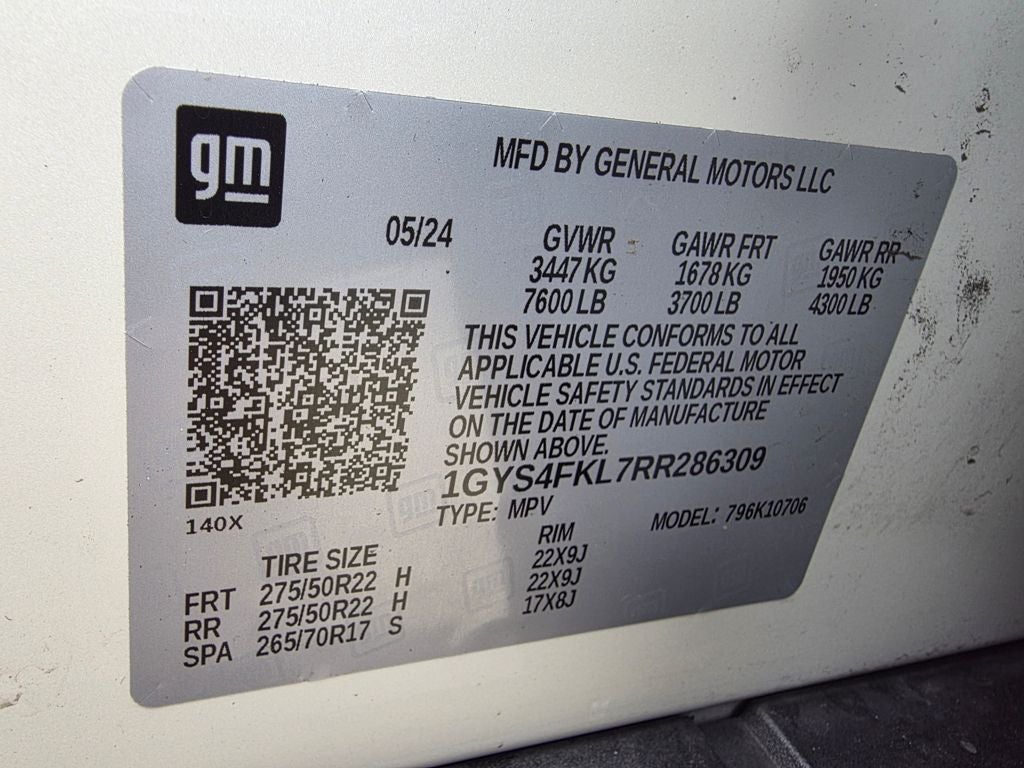 gm
MFD BY GENERAL MOTORS LLC
05/24 GVWR GAWR FRT GAWR RR
3447 KG 1678 KG 1950 KG
7600 LB 3700 LB 4300 LB
THIS VEHICLE CONFORMS TO ALL
APPLICABLE U.S. FEDERAL MOTOR
VEHICLE SAFETY STANDARDS IN EFFECT
ON THE DATE OF MANUFACTURE
SHOWN ABOVE.
1GYS4FKL7RR286309
140X
TYPE: MPV MODEL: 796K10706
TIRE SIZE RIM
FRT 275/50R22 H 22X9J
RR 275/50R22 H 22X9J
SPA 265/70R17 S 17X8J